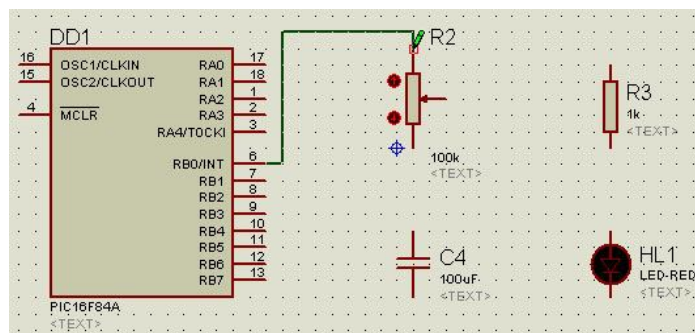 DD1
16 OSC1/CLKIN RA0 17
15 OSC2/CLKOUT RA1 18
RA2 1
4 MCLR RA3 2
RA4/TOCKI 3
RB0/INT 6
RB1 7
RB2 8
RB3 9
RB4 10
RB5 11
RB6 12
RB7 13
PIC16F84A
<TEXT>
R2
100k
<TEXT>
C4
100uF
<TEXT>
R3
1k
<TEXT>
HL1
LED-RED
<TEXT>